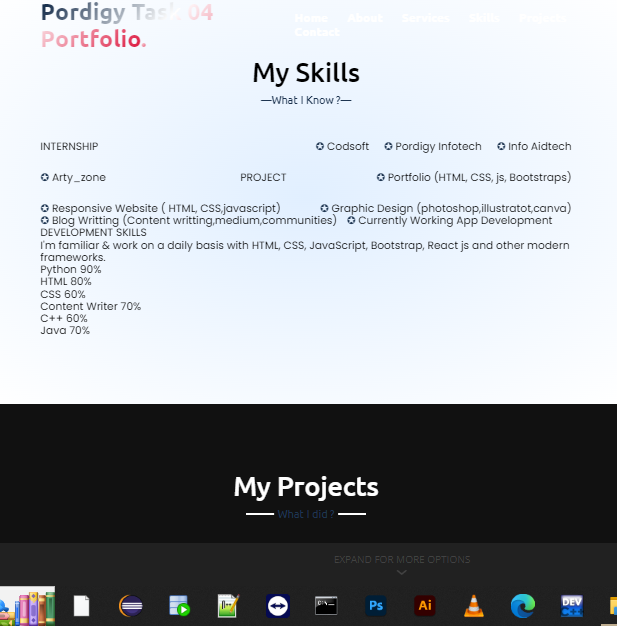 Pordigy Task 04
Home About Services Skills Projects
Portfolio.
Contact
My Skills
—What I Know ?—
INTERNSHIP ✪ Codsoft ✪ Pordigy Infotech ✪ Info Aidtech
✪ Arty_zone PROJECT ✪ Portfolio (HTML, CSS, js, Bootstraps)
✪ Responsive Website ( HTML, CSS,javascript) ✪ Graphic Design (photoshop,illustratot,canva)
✪ Blog Writting (Content writting,medium,communities) ✪ Currently Working App Development
DEVELOPMENT SKILLS
I'm familiar & work on a daily basis with HTML, CSS, JavaScript, Bootstrap, React js and other modern
frameworks.
Python 90%
HTML 80%
CSS 60%
Content Writer 70%
C++ 60%
Java 70%
My Projects
What I did ?
EXPAND FOR MORE OPTIONS
Ps Ai DEV